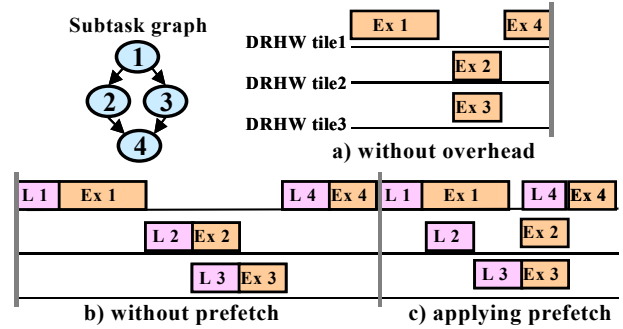 Subtask graph
1
2 3
4
Ex 1 Ex 4
DRHW tile1
Ex 2
DRHW tile2
Ex 3
DRHW tile3
a) without overhead
L 1 Ex 1 L 4 Ex 4 L 1 Ex 1 L 4 Ex 4
L 2 Ex 2 L 2 Ex 2
L 3 Ex 3 L 3 Ex 3
b) without prefetch c) applying prefetch